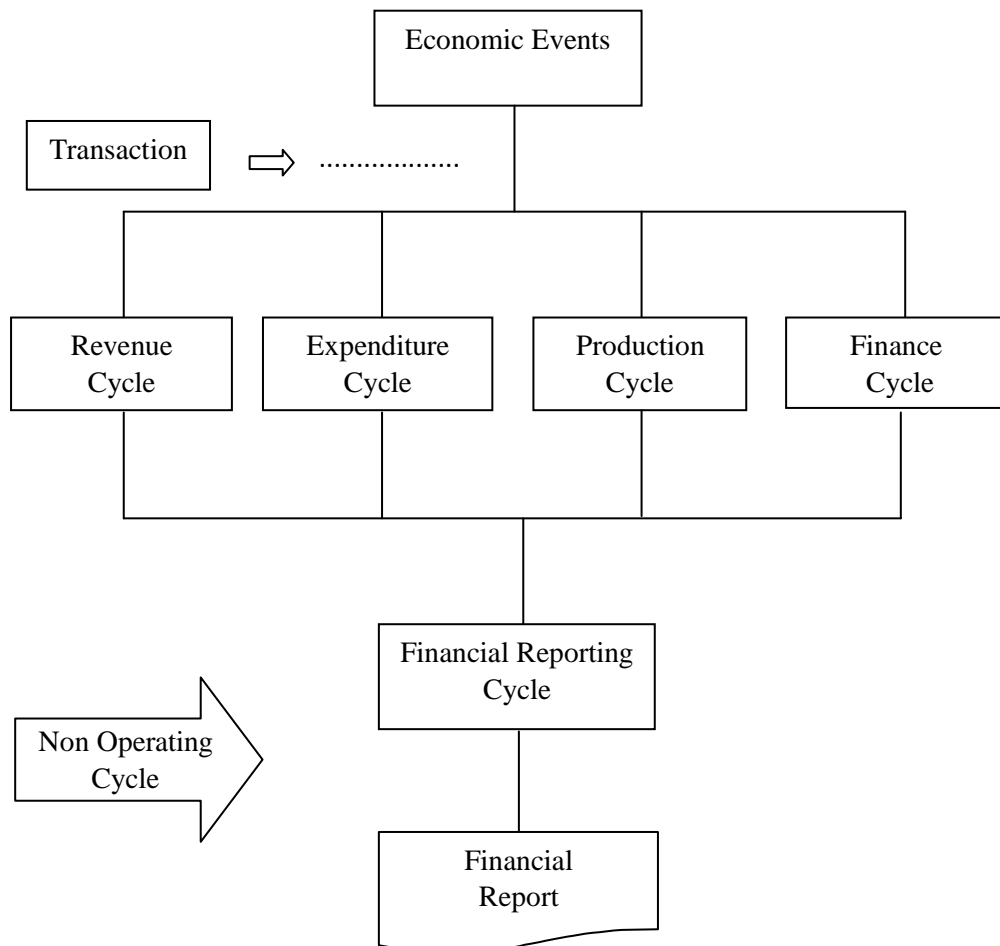 Economic Events
Transaction
...................
Revenue
Cycle
Expenditure
Cycle
Production
Cycle
Finance
Cycle
Financial Reporting
Cycle
Non Operating
Cycle
Financial
Report